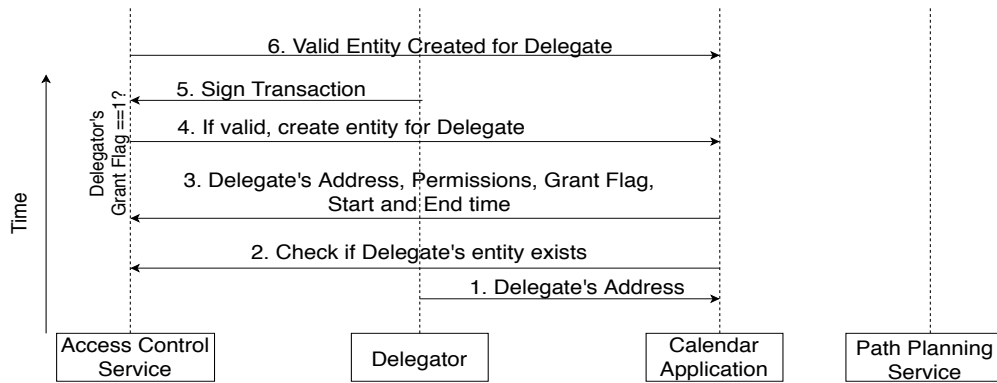 6. Valid Entity Created for Delegate
5. Sign Transaction
Delegator's
Grant Flag ==1?
4. If valid, create entity for Delegate
3. Delegate's Address, Permissions, Grant Flag,
Start and End time
Time
2. Check if Delegate's entity exists
1. Delegate's Address
Access Control
Service
Delegator
Calendar
Application
Path Planning
Service